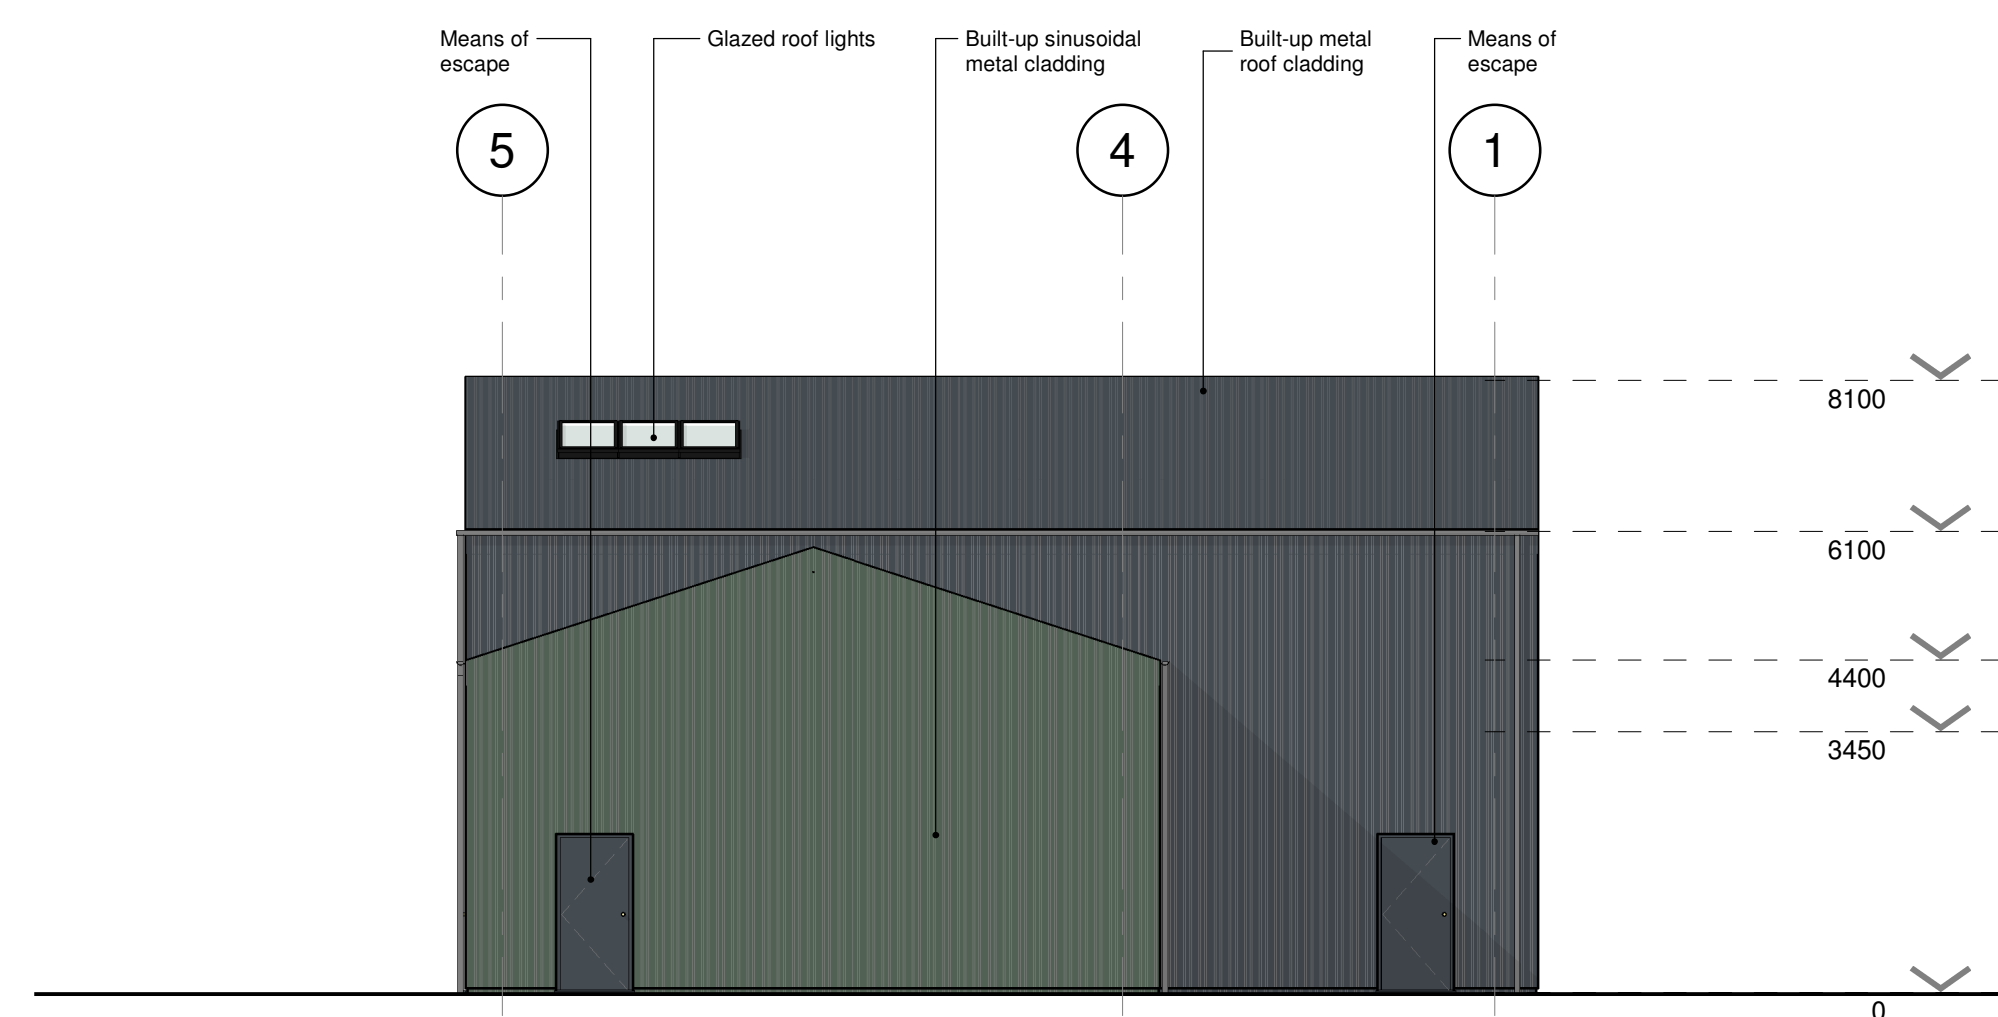 Means of
escape
Glazed roof lights
Built-up sinusoidal
metal cladding
Built-up metal
roof cladding
Means of
escape
5
4
1
8100
6100
4400
3450
0